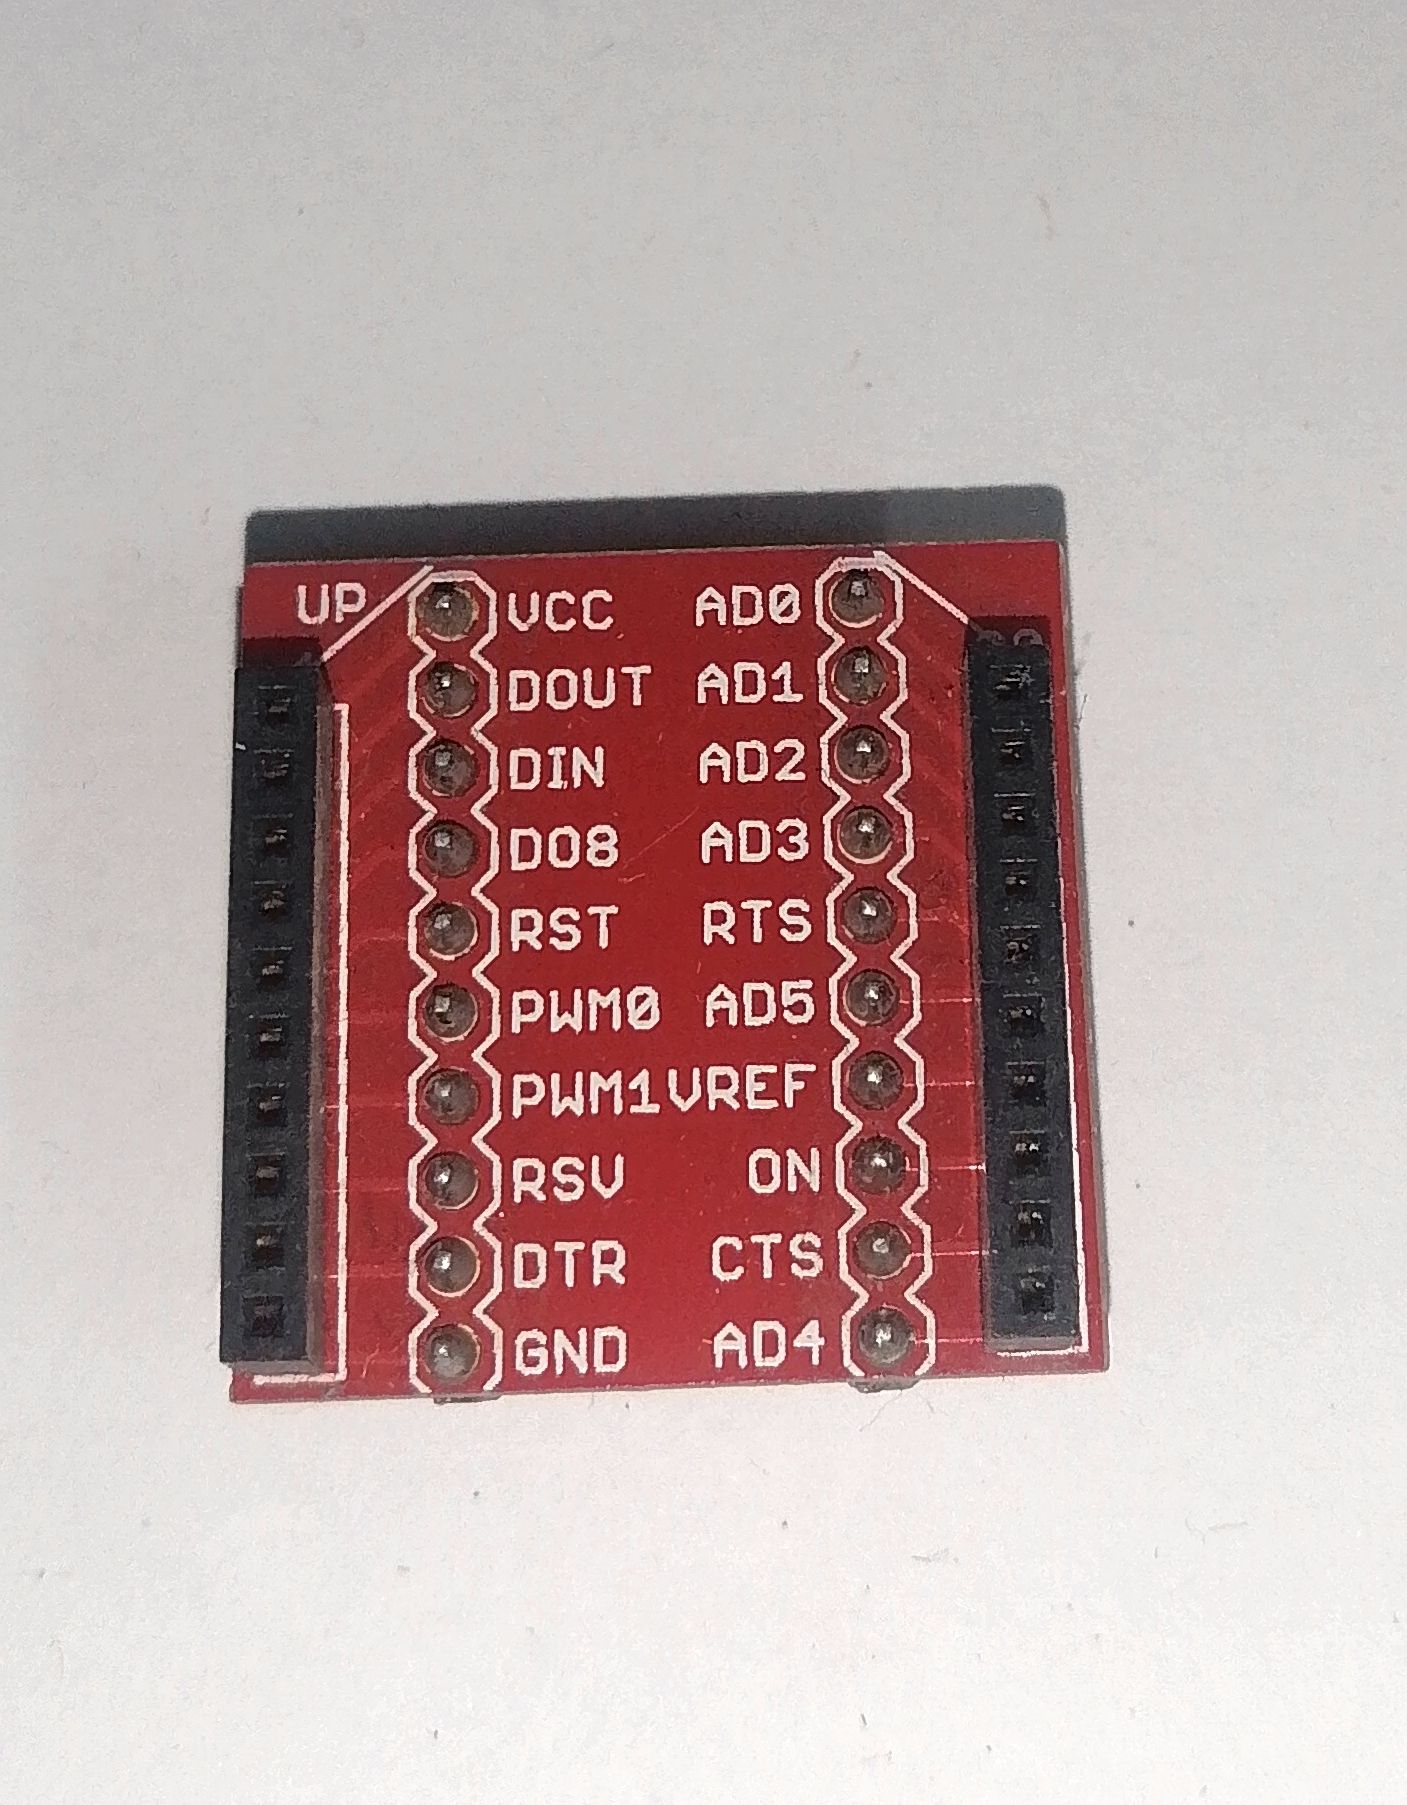 UP VCC AD0
DOUT AD1
DIN AD2
DO8 AD3
RST RTS
PWM0 AD5
PWM1 VREF
RSV ON
DTR CTS
GND AD4